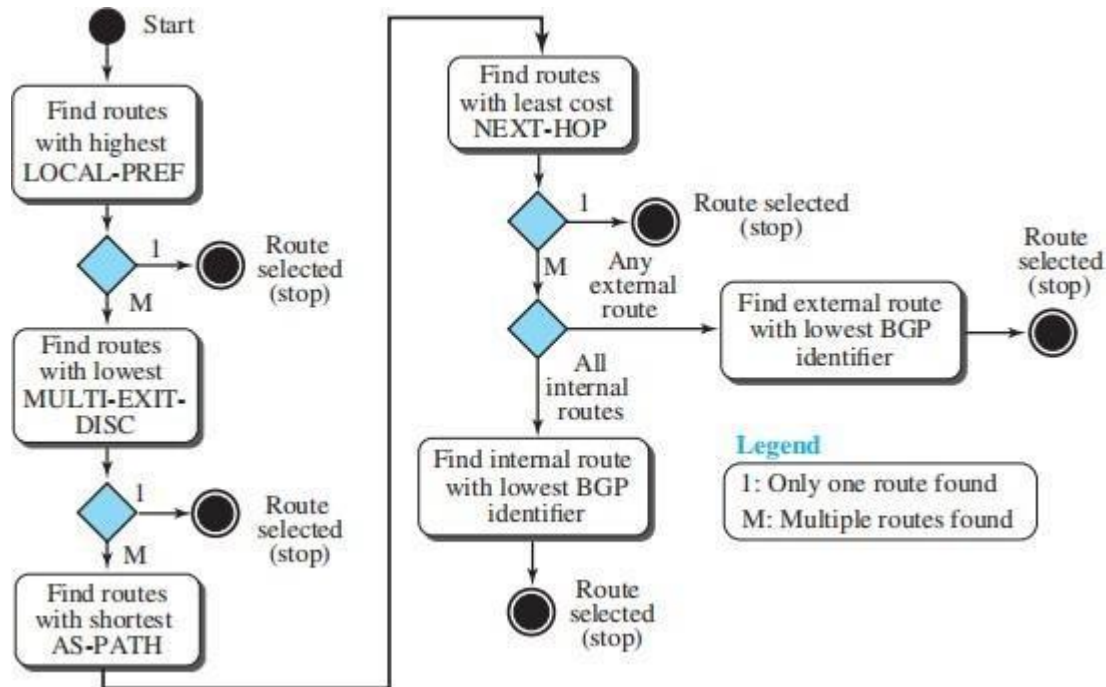 Start
Find routes
with highest
LOCAL-PREF
1
Route
selected
(stop)
M
Find routes
with lowest
MULTI-EXIT-
DISC
1
Route
selected
(stop)
M
Find routes
with shortest
AS-PATH
Find routes
with least cost
NEXT-HOP
1
Route selected
(stop)
M
Any
external
route
Find external route
with lowest BGP
identifier
Route
selected
(stop)
All
internal
routes
Find internal route
with lowest BGP
identifier
Route
selected
(stop)
Legend
1: Only one route found
M: Multiple routes found